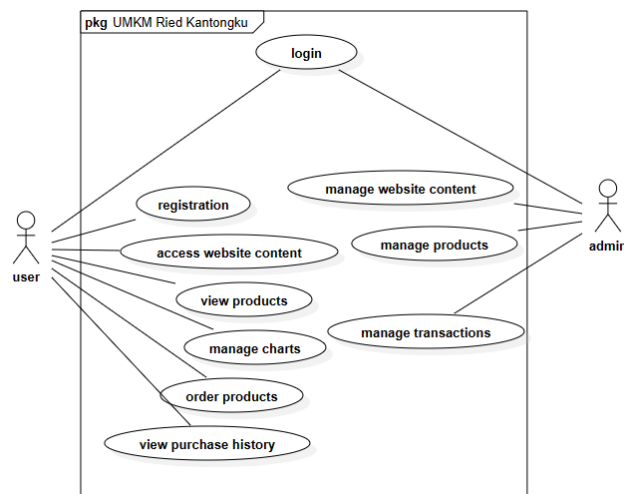 pkg UMKM Ried Kantongku
login
manage website content
registration
manage products
access website content
user
admin
view products
manage transactions
manage charts
order products
view purchase history